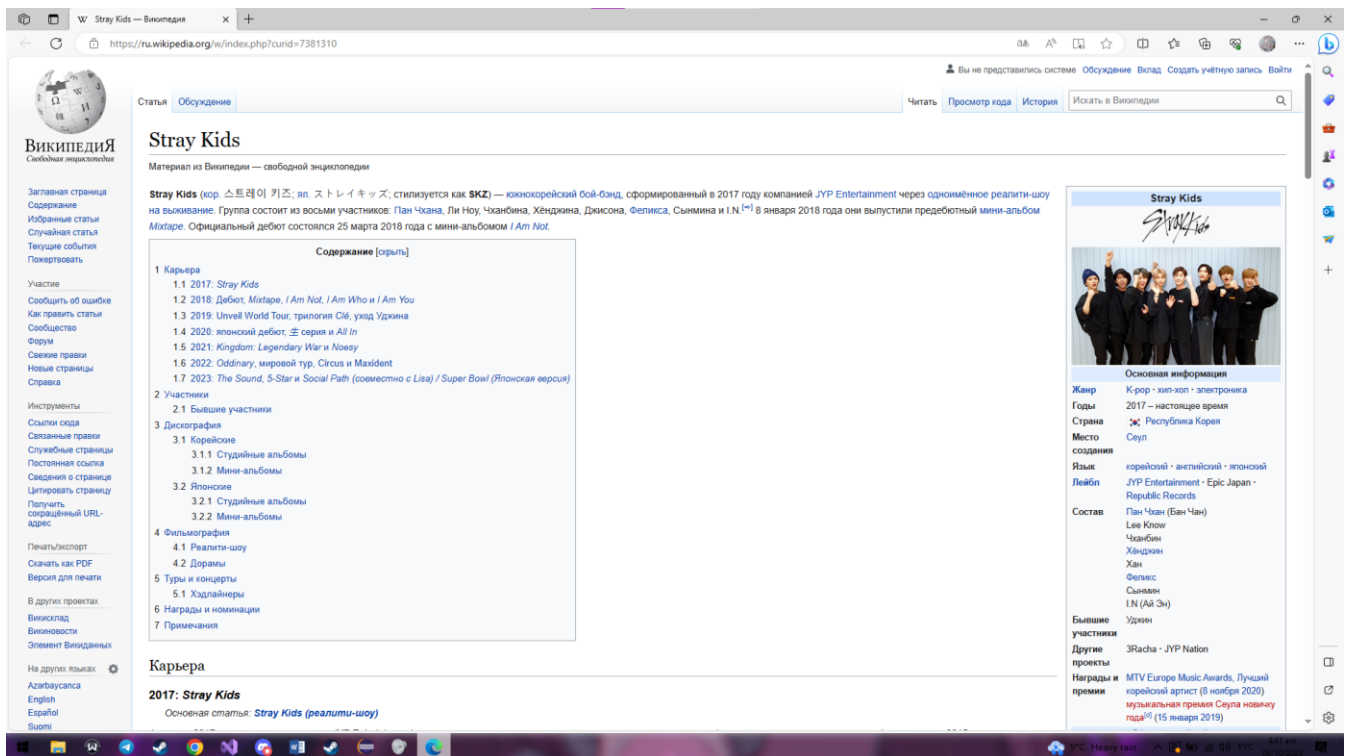 Stray Kids — Википедия
https://ru.wikipedia.org/w/index.php?curid=7381310
Вы не представились системе Обсуждение Вклад Создать учётную запись Войти
Статья Обсуждение
Читать Просмотр кода История Искать в Википедии
ВикипедиЯ
Свободная энциклопедия
Заглавная страница
Содержание
Избранные статьи
Случайная статья
Текущие события
Пожертвовать
Участие
Сообщить об ошибке
Как править статьи
Сообщество
Форум
Свежие правки
Новые страницы
Справка
Инструменты
Ссылки сюда
Связанные правки
Служебные страницы
Постоянная ссылка
Сведения о странице
Цитировать страницу
Получить
сокращённый URL-
адрес
Печать/экспорт
Скачать как PDF
Версия для печати
В других проектах
Викисклад
Викиновости
Элемент Викиданных
На других языках
Azərbaycanca
English
Español
Suomi
Stray Kids
Материал из Википедии — свободной энциклопедии
Stray Kids (кор. 스트레이 키즈; яп. ストレイキッズ; стилизуется как SKZ) — южнокорейский бой-бэнд, сформированный в 2017 году компанией JYP Entertainment через одноимённое реалити-шоу
на выживание. Группа состоит из восьми участников: Пан Чхана, Ли Ноу, Чханбина, Хёнджина, Джисона, Феликса, Сынмина и I.N.[∞] 8 января 2018 года они выпустили предебютный мини-альбом
Mixtape. Официальный дебют состоялся 25 марта 2018 года с мини-альбомом I Am Not.
Содержание [скрыть]
1 Карьера
1.1 2017: Stray Kids
1.2 2018: Дебют, Mixtape, I Am Not, I Am Who и I Am You
1.3 2019: Unveil World Tour, трилогия Clé, уход Уджина
1.4 2020: японский дебют, 生 серия и All In
1.5 2021: Kingdom: Legendary War и Noesy
1.6 2022: Oddinary, мировой тур, Circus и Maxident
1.7 2023: The Sound, 5-Star и Social Path (совместно с Lisa) / Super Bowl (Японская версия)
2 Участники
2.1 Бывшие участники
3 Дискография
3.1 Корейские
3.1.1 Студийные альбомы
3.1.2 Мини-альбомы
3.2 Японские
3.2.1 Студийные альбомы
3.2.2 Мини-альбомы
4 Фильмография
4.1 Реалити-шоу
4.2 Дорамы
5 Туры и концерты
5.1 Хэдлайнеры
6 Награды и номинации
7 Примечания
Карьера
2017: Stray Kids
Основная статья: Stray Kids (реалити-шоу)
Stray Kids
StrayKids
Основная информация
Жанр K-pop · хип-хоп · электроника
Годы 2017 – настоящее время
Страна Республика Корея
Место Сеул
создания
Язык корейский · английский · японский
Лейбл JYP Entertainment · Epic Japan ·
Republic Records
Состав Пан Чхан (Бан Чан)
Lee Know
Чханбин
Хёнджин
Хан
Феликс
Сынмин
I.N (Ай Эн)
Бывшие Уджин
участники
Другие 3Racha · JYP Nation
проекты
Награды и MTV Europe Music Awards, Лучший
премии корейский артист (8 ноября 2020)
музыкальная премия Сеула новичку
года[d] (15 января 2019)
9°C Heavy rain
РУС
4:47 am